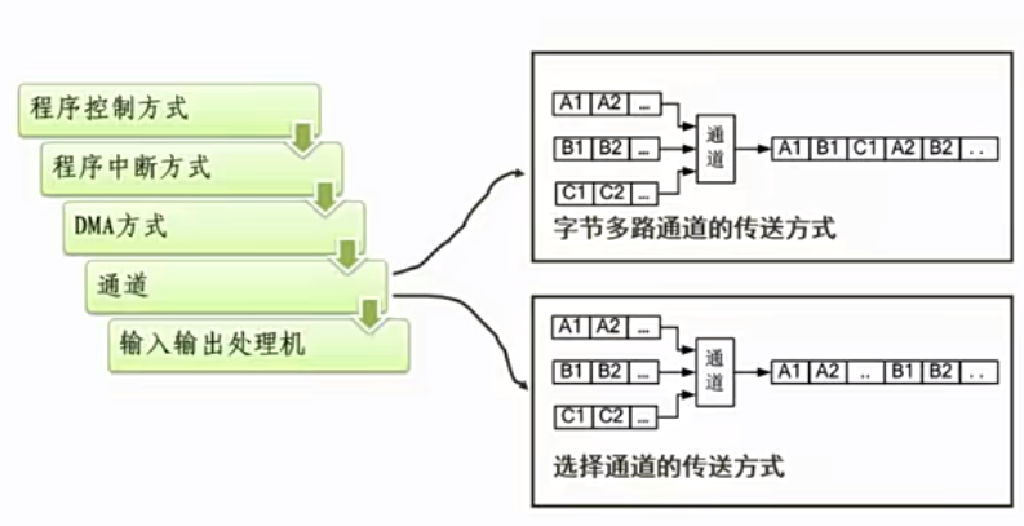 程序控制方式
程序中断方式
DMA方式
通道
输入输出处理机
A1 A2 ...
B1 B2 ...
C1 C2 ...
通道
A1 B1 C1 A2 B2 ..
字节多路通道的传送方式
A1 A2 ...
B1 B2 ...
C1 C2 ...
通道
A1 A2 .. B1 B2 ..
选择通道的传送方式